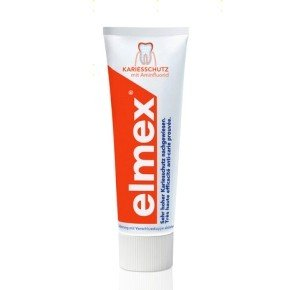 KARIESSCHUTZ
mit Aminfluorid
elmex
Sehr hoher Kariesschutz nachgewiesen.
Très haute efficacité anti-carie prouvée.